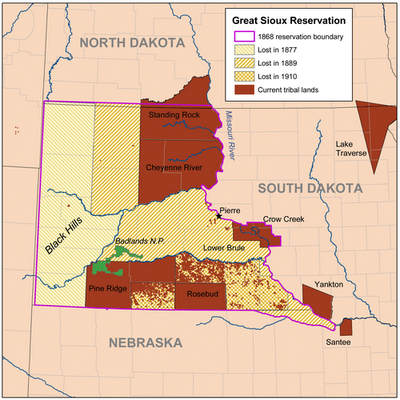 Great Sioux Reservation
1868 reservation boundary
Lost in 1877
Lost in 1889
Lost in 1910
Current tribal lands
NORTH DAKOTA
Standing Rock
Missouri River
Lake
Traverse
Cheyenne River
SOUTH DAKOTA
Pierre
Crow Creek
Black Hills
Badlands N.P.
Lower Brule
Pine Ridge
Rosebud
Yankton
Santee
NEBRASKA